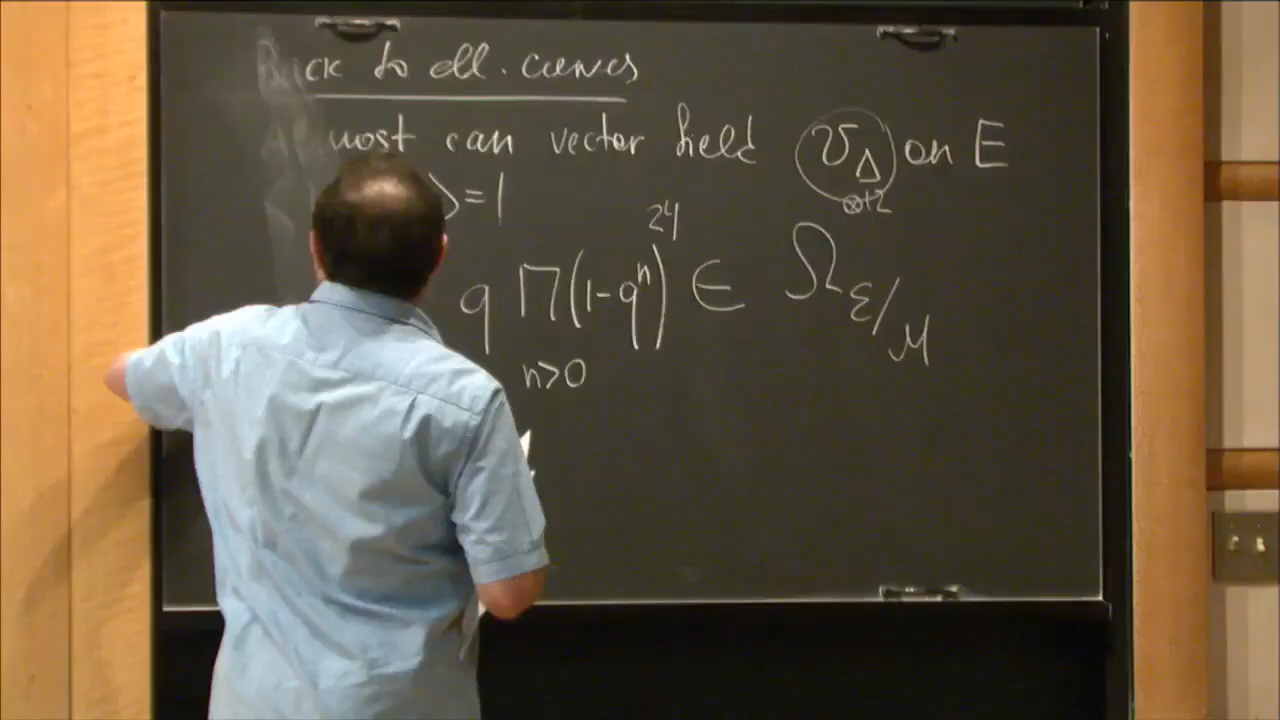 Back to ell. curves
most can vector field v_Δ on E
⊗12
>=1
24
q ∏(1-q^n) ∈ Ω_{ℰ/M}
n>0